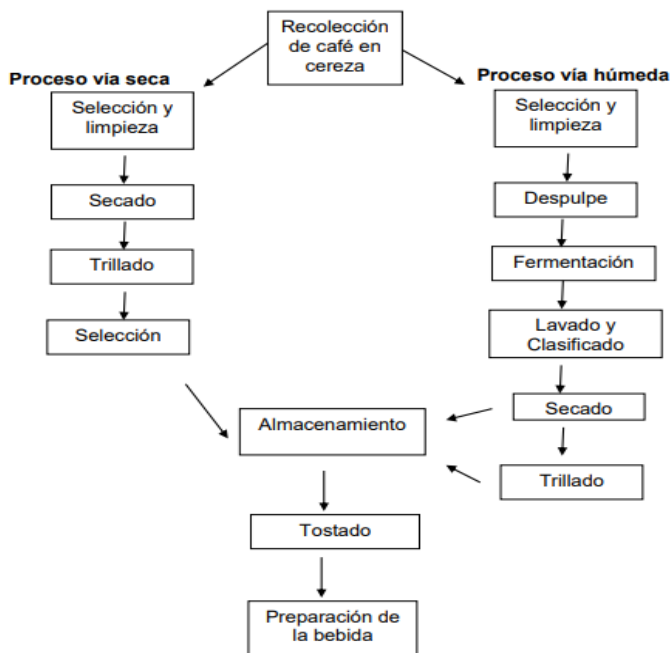 Recolección
de café en
cereza
Proceso vía seca
Selección y
limpieza
Secado
Trillado
Selección
Proceso vía húmeda
Selección y
limpieza
Despulpe
Fermentación
Lavado y
Clasificado
Secado
Trillado
Almacenamiento
Tostado
Preparación de
la bebida